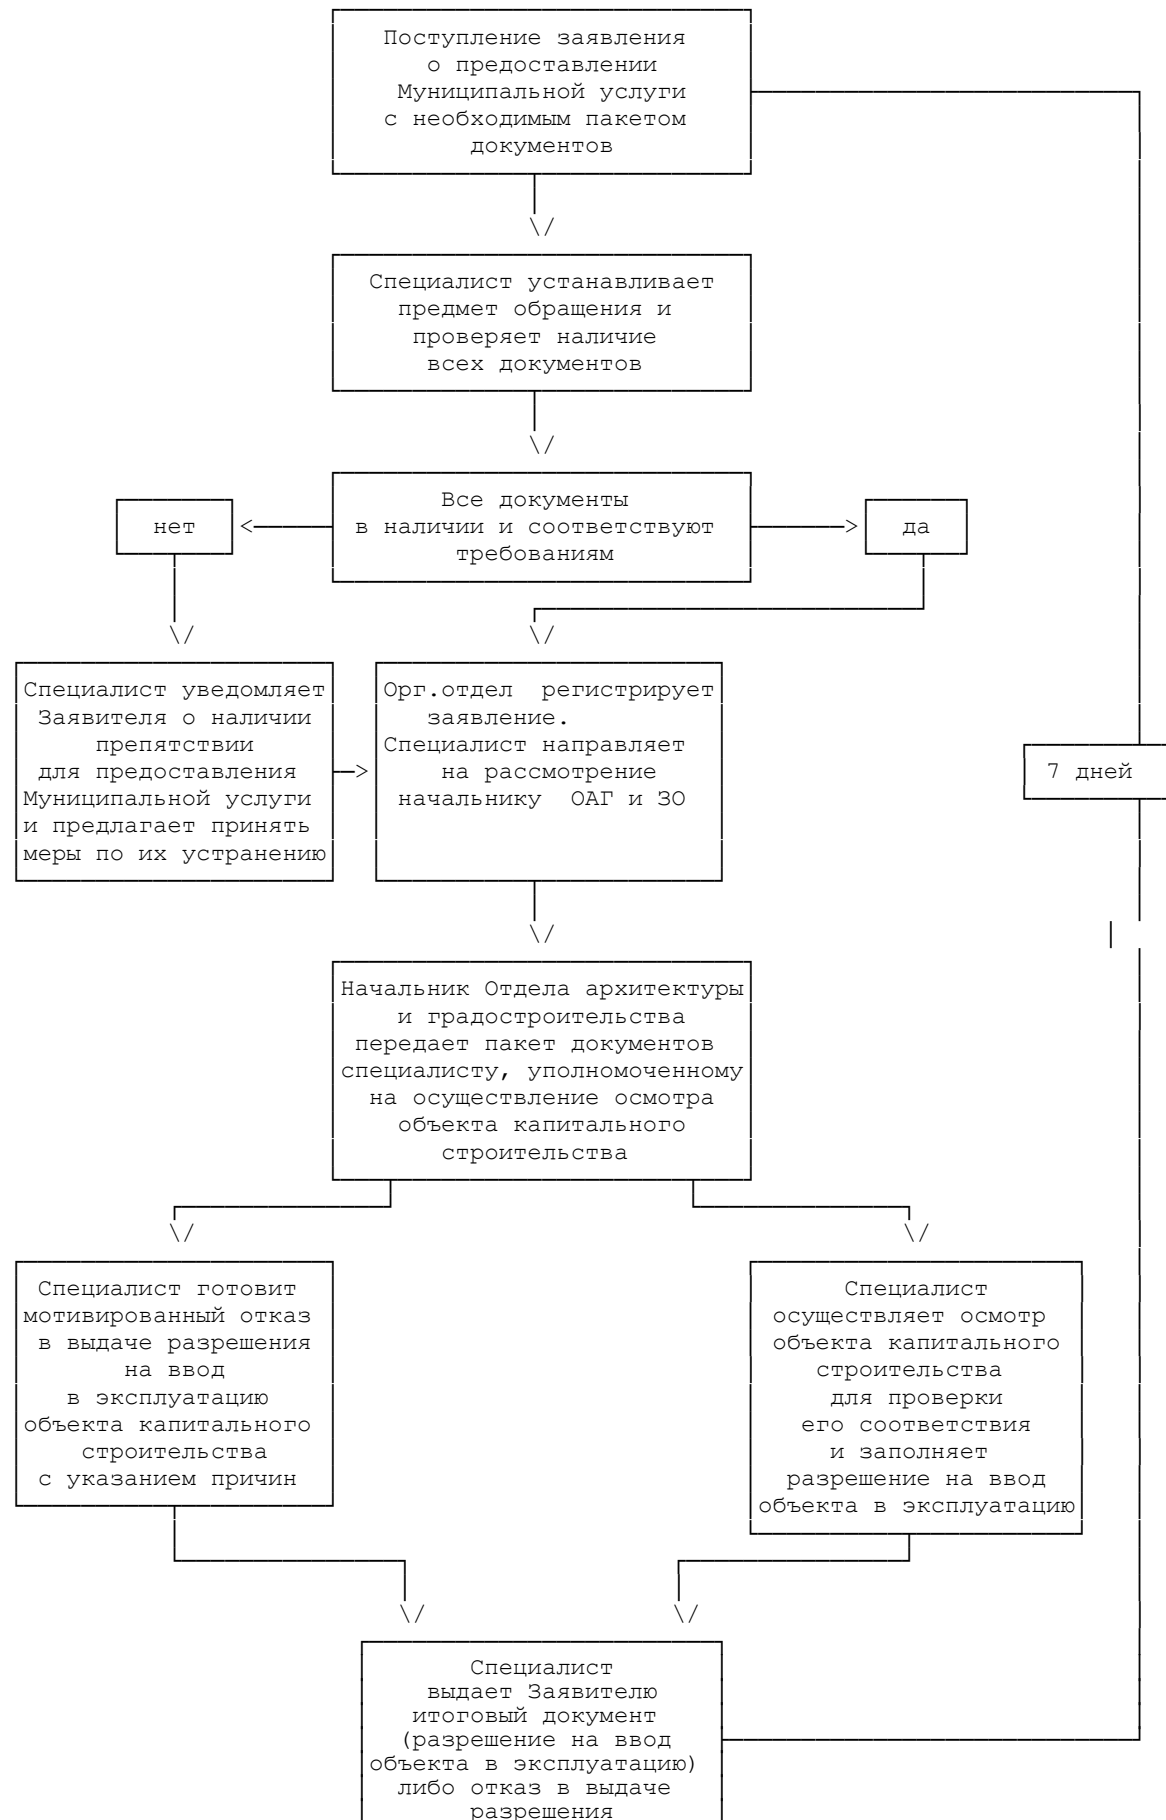 Поступление заявления
о предоставлении
Муниципальной услуги
с необходимым пакетом
документов
Специалист устанавливает
предмет обращения и
проверяет наличие
всех документов
Все документы
в наличии и соответствуют
требованиям
нет
да
Специалист уведомляет
Заявителя о наличии
препятствии
для предоставления
Муниципальной услуги
и предлагает принять
меры по их устранению
Орг.отдел  регистрирует
заявление.
Специалист направляет
на рассмотрение
начальнику  ОАГ и ЗО
7 дней
Начальник Отдела архитектуры
и градостроительства
передает пакет документов
специалисту, уполномоченному
на осуществление осмотра
объекта капитального
строительства
Специалист готовит
мотивированный отказ
в выдаче разрешения
на ввод
в эксплуатацию
объекта капитального
строительства
с указанием причин
Специалист
осуществляет осмотр
объекта капитального
строительства
для проверки
его соответствия
и заполняет
разрешение на ввод
объекта в эксплуатацию
Специалист
выдает Заявителю
итоговый документ
(разрешение на ввод
объекта в эксплуатацию)
либо отказ в выдаче
разрешения